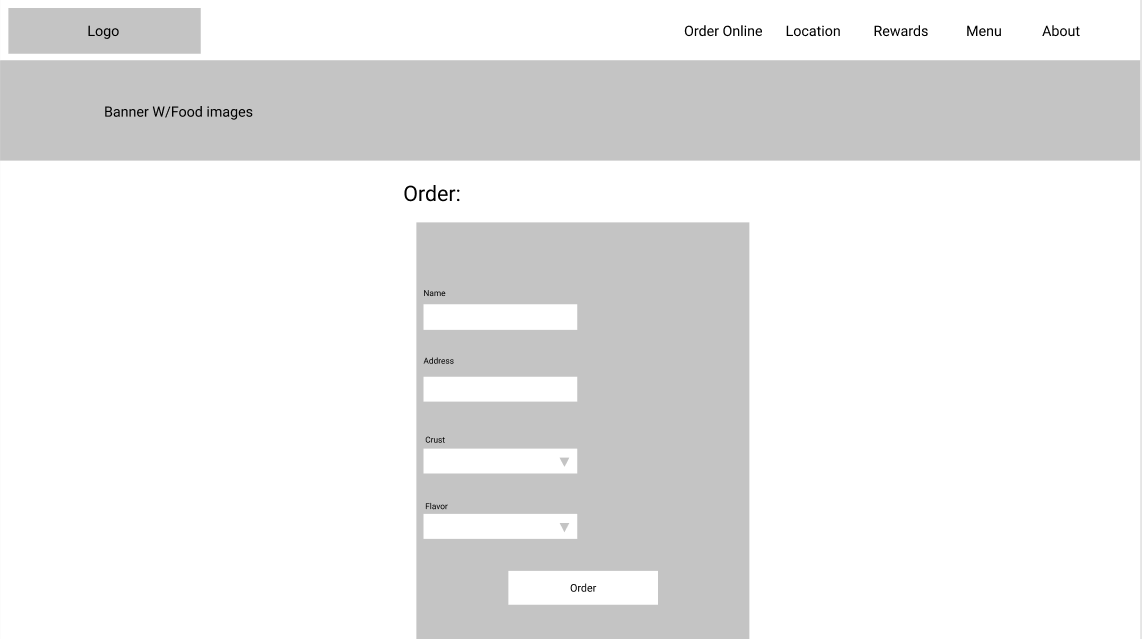 Logo
Order Online Location Rewards Menu About
Banner W/Food images
Order:
Name
Address
Crust
Flavor
Order